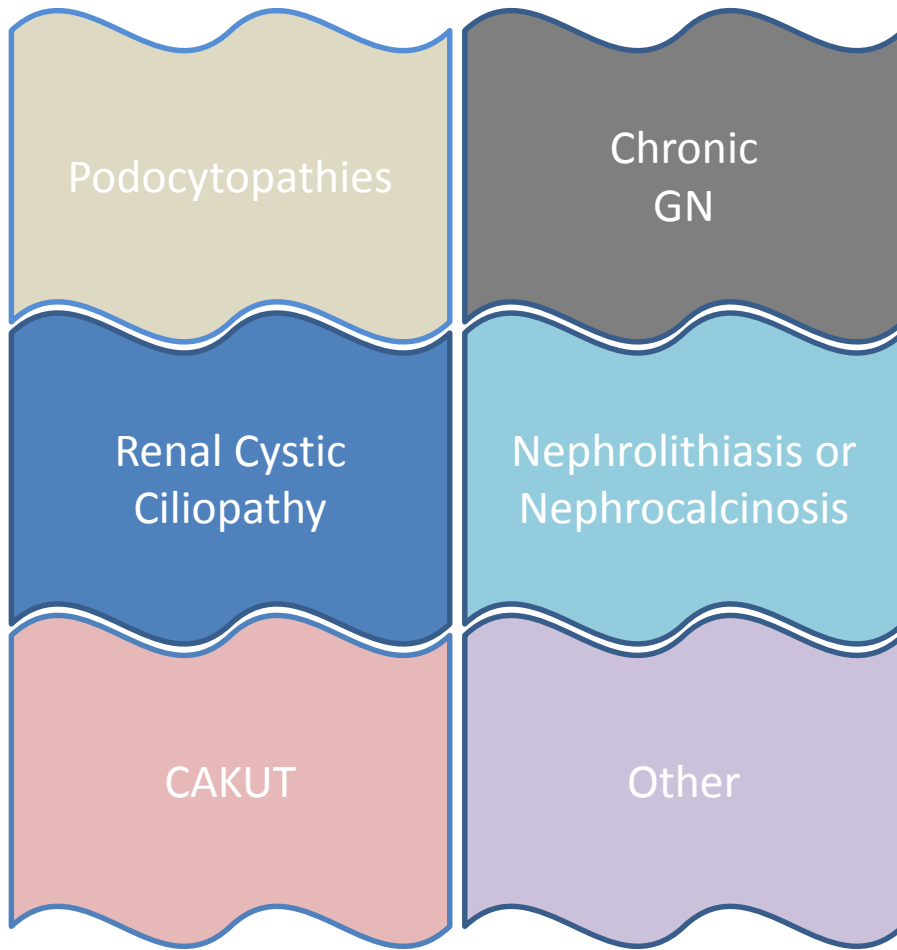 Podocytopathies
Chronic
GN
Renal Cystic
Ciliopathy
Nephrolithiasis or
Nephrocalcinosis
CAKUT
Other